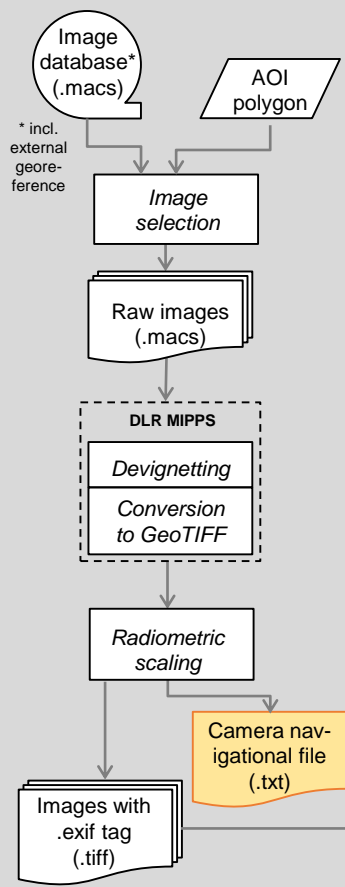 Image
database*
(.macs)
AOI
polygon
* incl.
external
geore-
ference
Image
selection
Raw images
(.macs)
DLR MIPPS
Devignetting
Conversion
to GeoTIFF
Radiometric
scaling
Camera nav-
igational file
(.txt)
Images with
.exif tag
(.tiff)